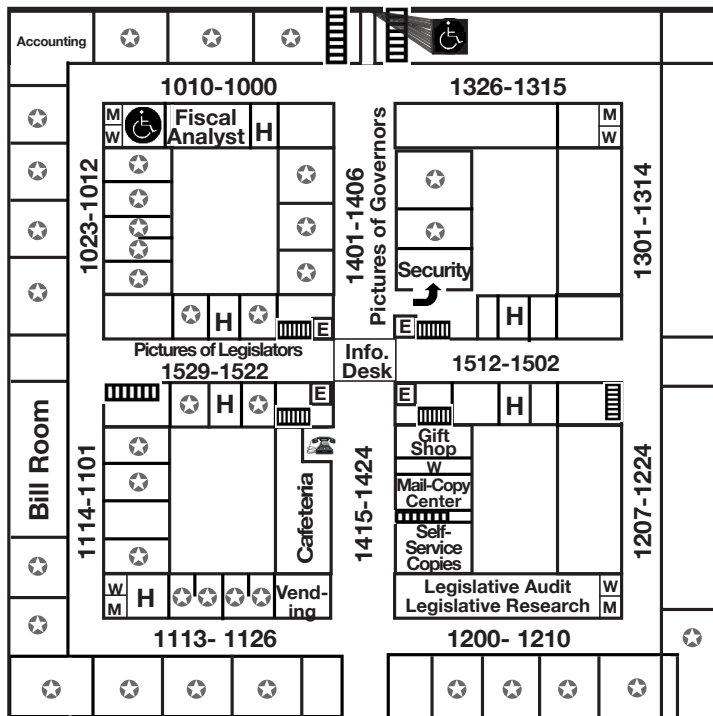 Accounting
1010-1000
1326-1315
M
W
Fiscal
Analyst
H
M
W
1023-1012
1401-1406
Pictures of Governors
1301-1314
Security
H
E
E
H
Pictures of Legislators
1529-1522
Info.
Desk
1512-1502
H
E
E
H
Bill Room
1114-1101
Cafeteria
1415-1424
Gift
Shop
W
Mail-Copy
Center
Self-
Service
Copies
1207-1224
W
M
H
Vend-
ing
Legislative Audit
Legislative Research
W
M
1113- 1126
1200- 1210